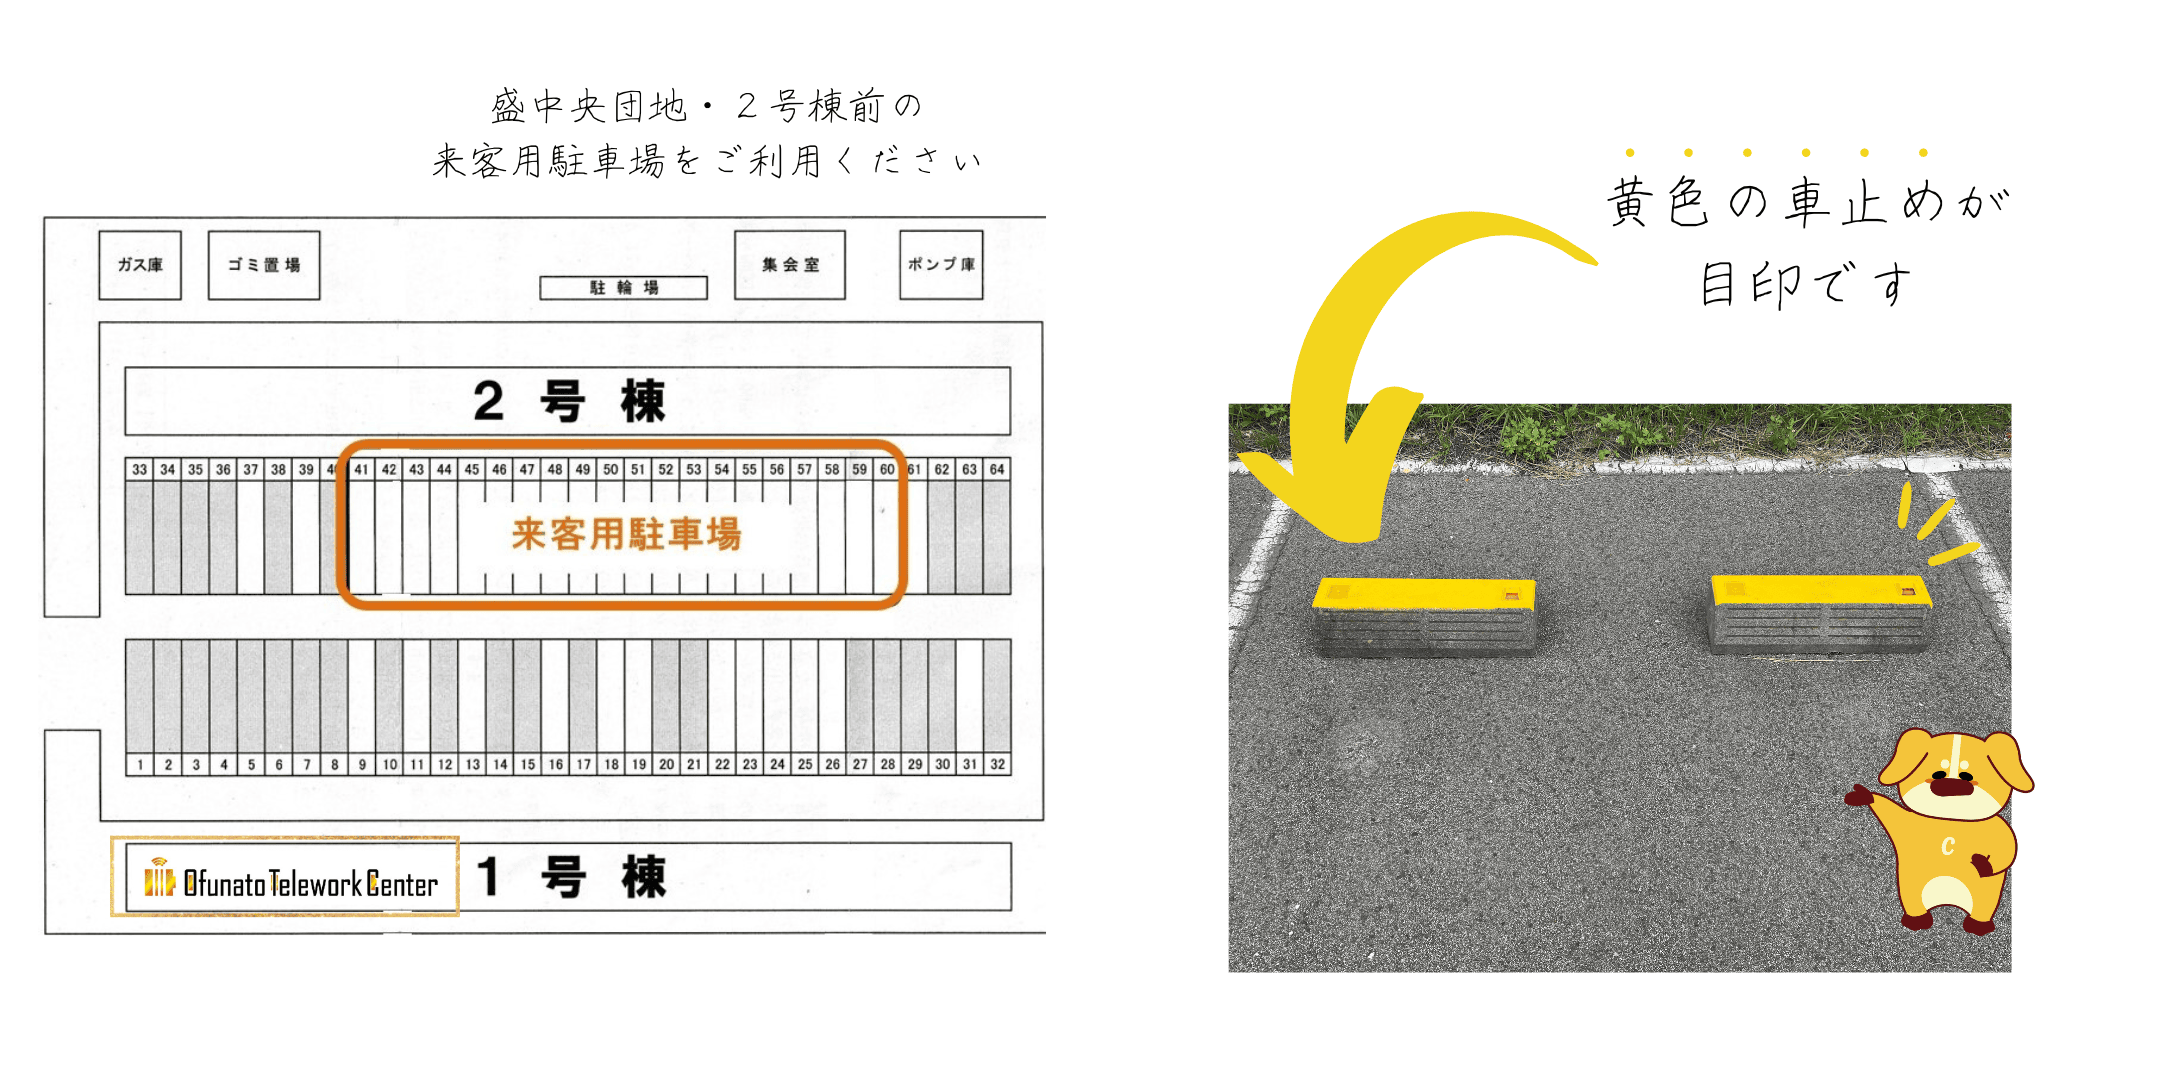 盛中央団地・２号棟前の
来客用駐車場をご利用ください
ガス庫
ゴミ置場
駐輪場
集会室
ポンプ庫
2号棟
33 34 35 36 37 38 39 40 41 42 43 44 45 46 47 48 49 50 51 52 53 54 55 56 57 58 59 60 61 62 63 64
来客用駐車場
1 2 3 4 5 6 7 8 9 10 11 12 13 14 15 16 17 18 19 20 21 22 23 24 25 26 27 28 29 30 31 32
Ofunato Telework Center
1号棟
黄色の車止めが
目印です
C